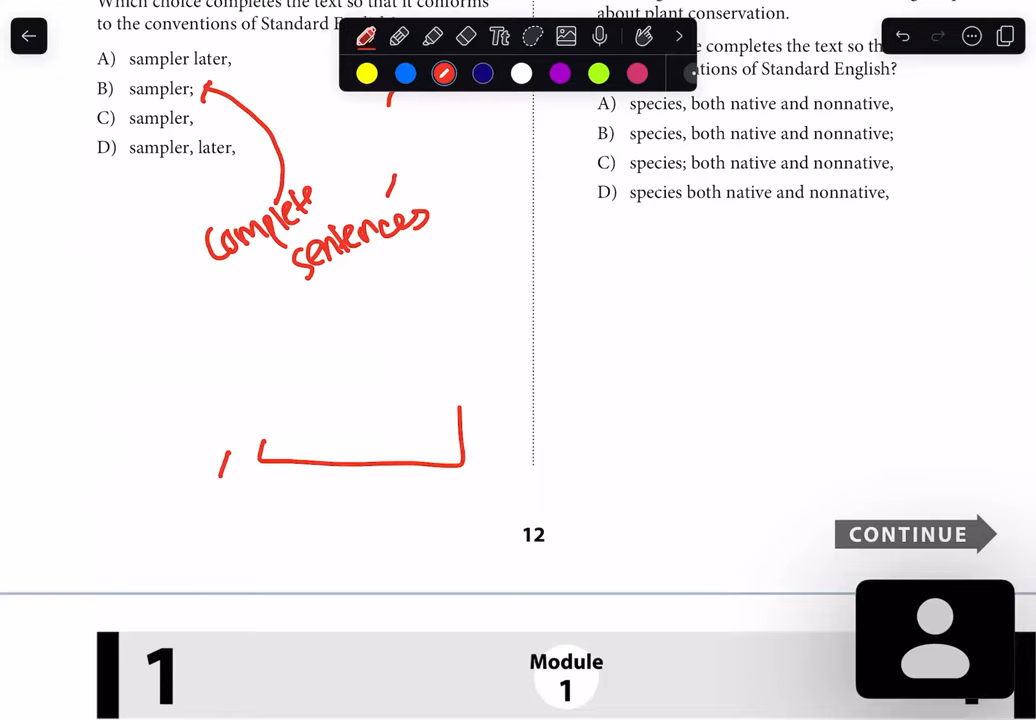 Which choice completes the text so that it conforms
to the conventions of Standard
A) sampler later,
B) sampler;
C) sampler,
D) sampler, later,
complete
sentences
about plant conservation.
e completes the text so th
tions of Standard English?
A) species, both native and nonnative,
B) species, both native and nonnative;
C) species; both native and nonnative,
D) species both native and nonnative,
Tt
12
CONTINUE
1
Module
1